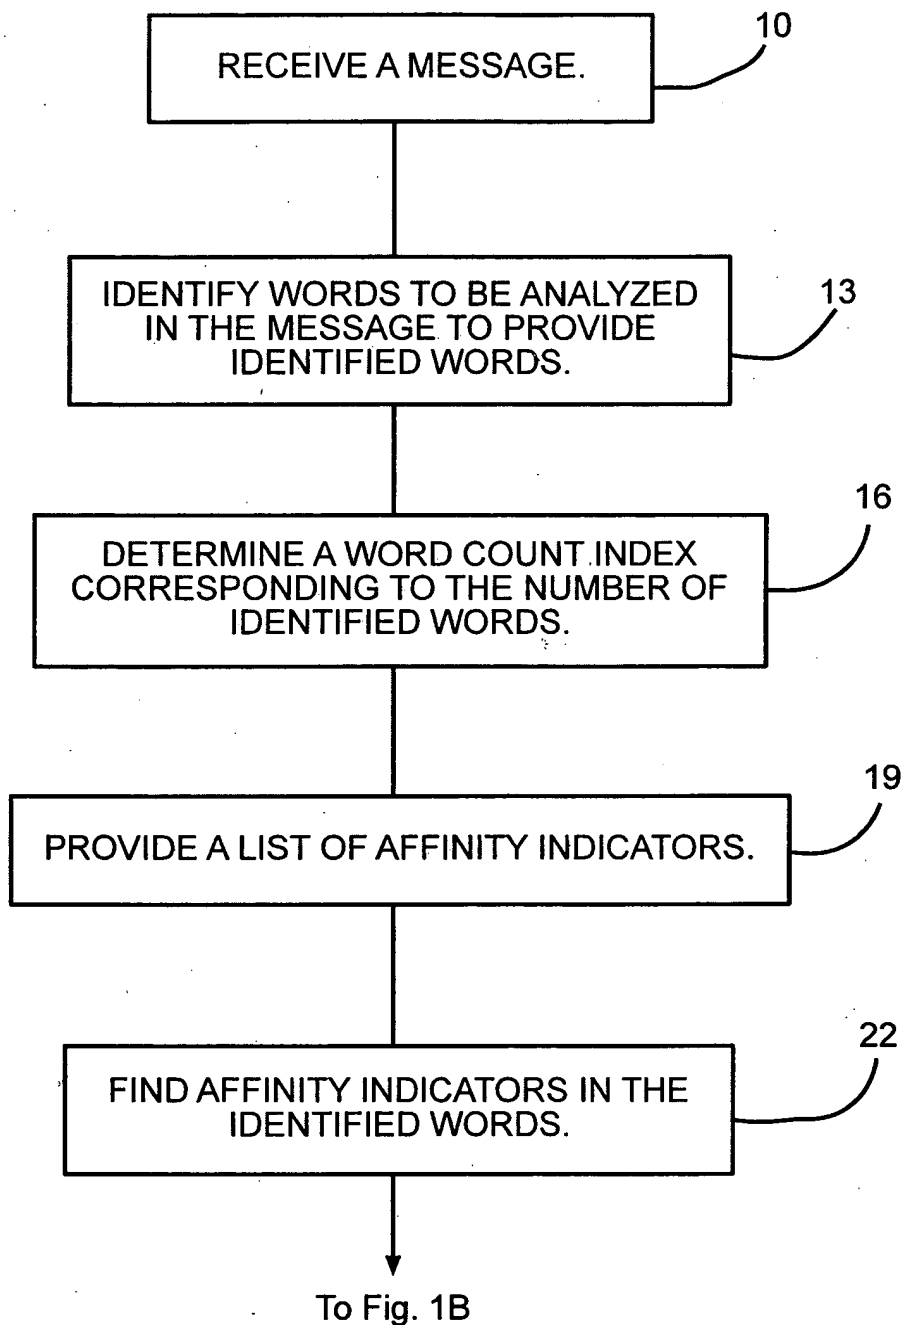 RECEIVE A MESSAGE.
10
IDENTIFY WORDS TO BE ANALYZED
IN THE MESSAGE TO PROVIDE
IDENTIFIED WORDS.
13
DETERMINE A WORD COUNT INDEX
CORRESPONDING TO THE NUMBER OF
IDENTIFIED WORDS.
16
PROVIDE A LIST OF AFFINITY INDICATORS.
19
FIND AFFINITY INDICATORS IN THE
IDENTIFIED WORDS.
22
To Fig. 1B